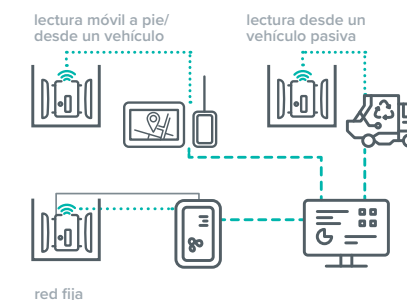 lectura móvil a pie/
desde un vehículo
lectura desde un
vehículo pasiva
red fija